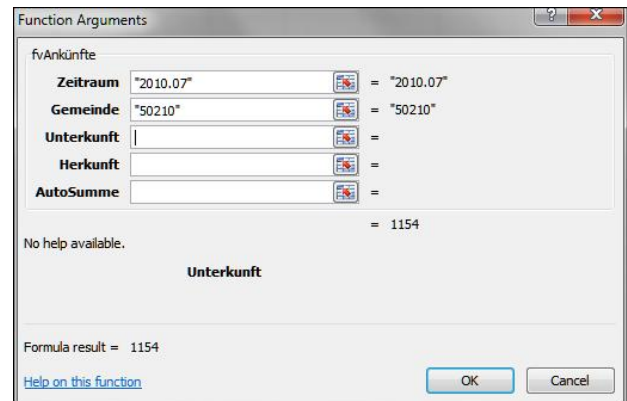 Function Arguments
fvAnkünfte
Zeitraum "2010.07" = "2010.07"
Gemeinde "50210" = "50210"
Unterkunft =
Herkunft =
AutoSumme =
= 1154
No help available.
Unterkunft
Formula result = 1154
Help on this function OK Cancel